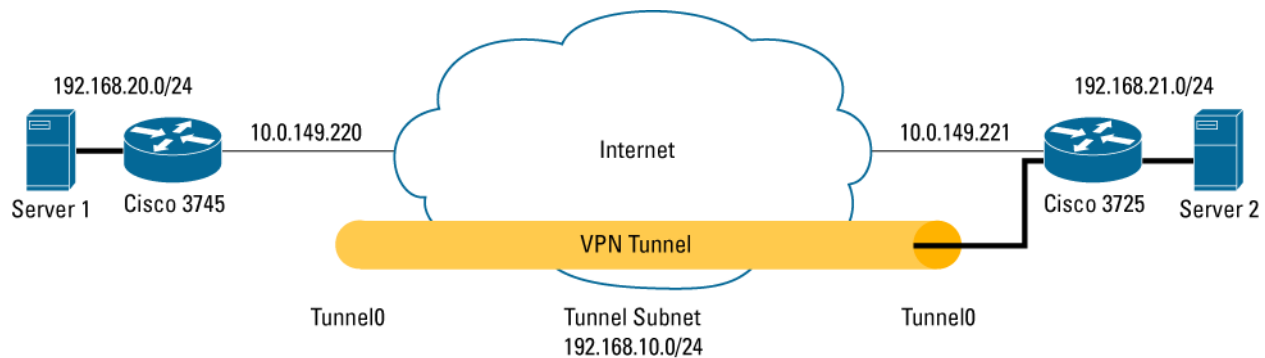 192.168.20.0/24
192.168.21.0/24
10.0.149.220
Internet
10.0.149.221
Server 1
Cisco 3745
Cisco 3725
Server 2
VPN Tunnel
Tunnel0
Tunnel Subnet
192.168.10.0/24
Tunnel0